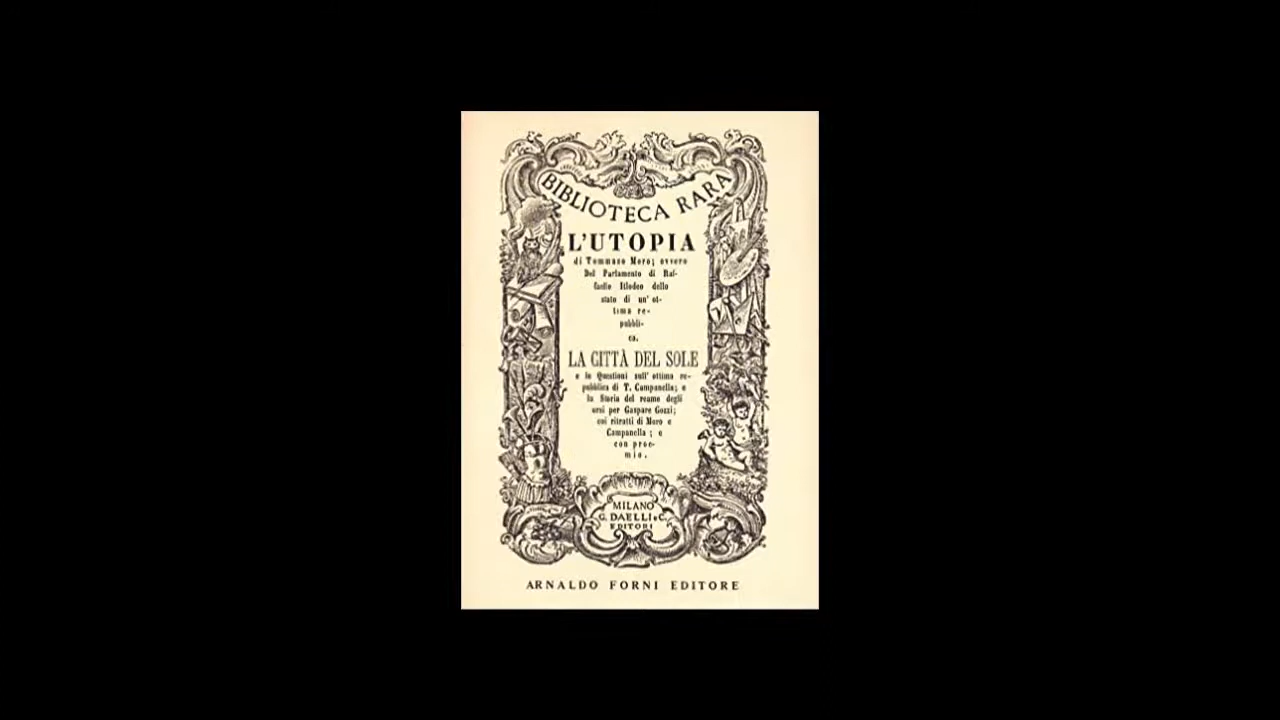 BIBLIOTECA RARA
L'UTOPIA
di Tommaso Moro; ovvero
Del Parlamento di Raf-
faello Itlodeo dello
stato di un' ot-
tima re-
pubbli-
ca.
LA CITTÀ DEL SOLE
e le Questioni sull' ottima re-
pubblica di T. Campanella; e
la Storia del reame degli
orsi per Gaspare Gozzi;
coi ritratti di Moro e
Campanella; e
con proe-
mio.
MILANO
G. DAELLI e C.
EDITORI
ARNALDO FORNI EDITORE